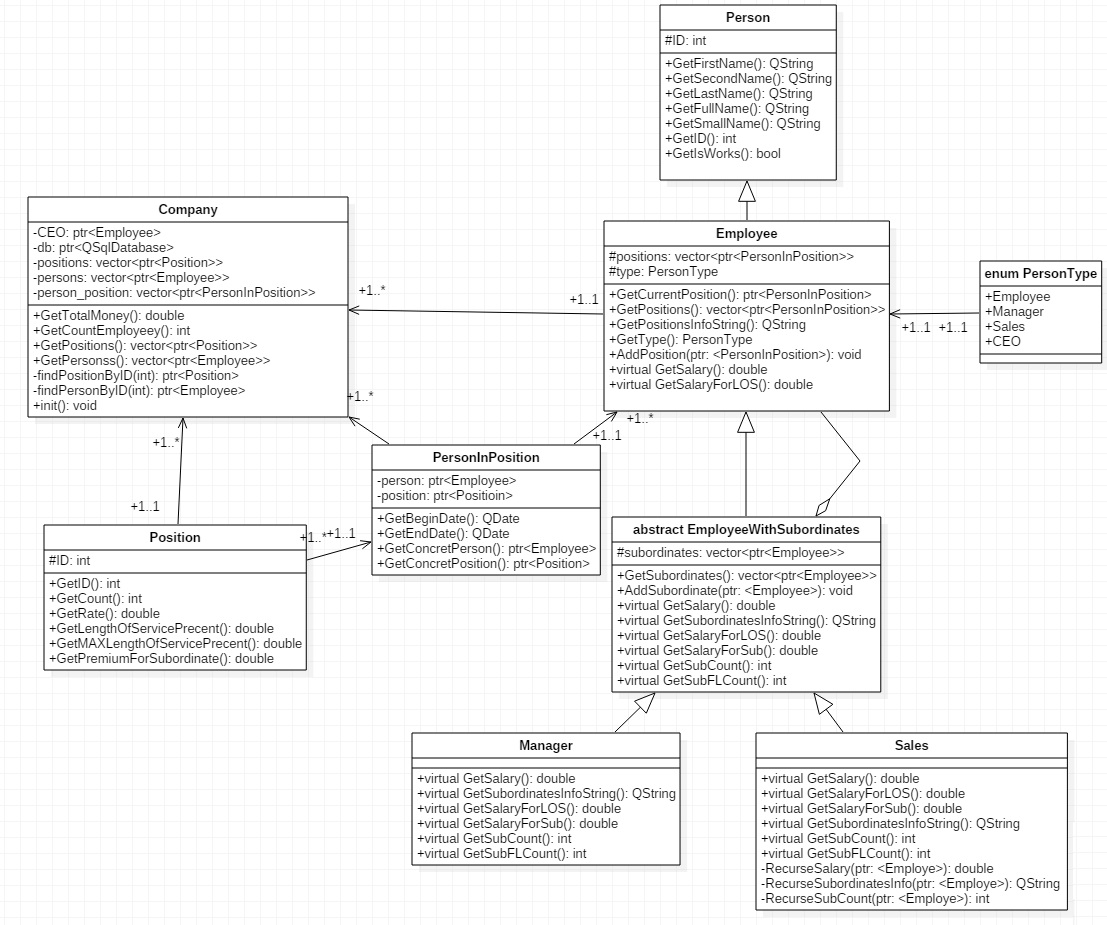 Person
#ID: int
+GetFirstName(): QString
+GetSecondName(): QString
+GetLastName(): QString
+GetFullName(): QString
+GetSmallName(): QString
+GetID(): int
+GetIsWorks(): bool
Company
-CEO: ptr<Employee>
-db: ptr<QSqlDatabase>
-positions: vector<ptr<Position>>
-persons: vector<ptr<Employee>>
-person_position: vector<ptr<PersonInPosition>>
+GetTotalMoney(): double
+GetCountEmployeey(): int
+GetPositions(): vector<ptr<Position>>
+GetPersonss(): vector<ptr<Employee>>
-findPositionByID(int): ptr<Position>
-findPersonByID(int): ptr<Employee>
+init(): void
+1..*
+1..1
Employee
#positions: vector<ptr<PersonInPosition>>
#type: PersonType
+GetCurrentPosition(): ptr<PersonInPosition>
+GetPositions(): vector<ptr<PersonInPosition>>
+GetPositionsInfoString(): QString
+GetType(): PersonType
+AddPosition(ptr: <PersonInPosition>): void
+virtual GetSalary(): double
+virtual GetSalaryForLOS(): double
enum PersonType
+Employee
+Manager
+Sales
+CEO
+1..1 +1..1
+1..*
+1..*
+1..1
+1..*
+1..1
PersonInPosition
-person: ptr<Employee>
-position: ptr<Positioin>
+GetBeginDate(): QDate
+GetEndDate(): QDate
+GetConcretPerson(): ptr<Employee>
+GetConcretPosition(): ptr<Position>
Position
#ID: int
+GetID(): int
+GetCount(): int
+GetRate(): double
+GetLengthOfServicePrecent(): double
+GetMAXLengthOfServicePrecent(): double
+GetPremiumForSubordinate(): double
+1..*+1..1
abstract EmployeeWithSubordinates
#subordinates: vector<ptr<Employee>>
+GetSubordinates(): vector<ptr<Employee>>
+AddSubordinate(ptr: <Employee>): void
+virtual GetSalary(): double
+virtual GetSubordinatesInfoString(): QString
+virtual GetSalaryForLOS(): double
+virtual GetSalaryForSub(): double
+virtual GetSubCount(): int
+virtual GetSubFLCount(): int
Manager
+virtual GetSalary(): double
+virtual GetSubordinatesInfoString(): QString
+virtual GetSalaryForLOS(): double
+virtual GetSalaryForSub(): double
+virtual GetSubCount(): int
+virtual GetSubFLCount(): int
Sales
+virtual GetSalary(): double
+virtual GetSalaryForLOS(): double
+virtual GetSalaryForSub(): double
+virtual GetSubordinatesInfoString(): QString
+virtual GetSubCount(): int
+virtual GetSubFLCount(): int
-RecurseSalary(ptr: <Employe>): double
-RecurseSubordinatesInfo(ptr: <Employe>): QString
-RecurseSubCount(ptr: <Employe>): int